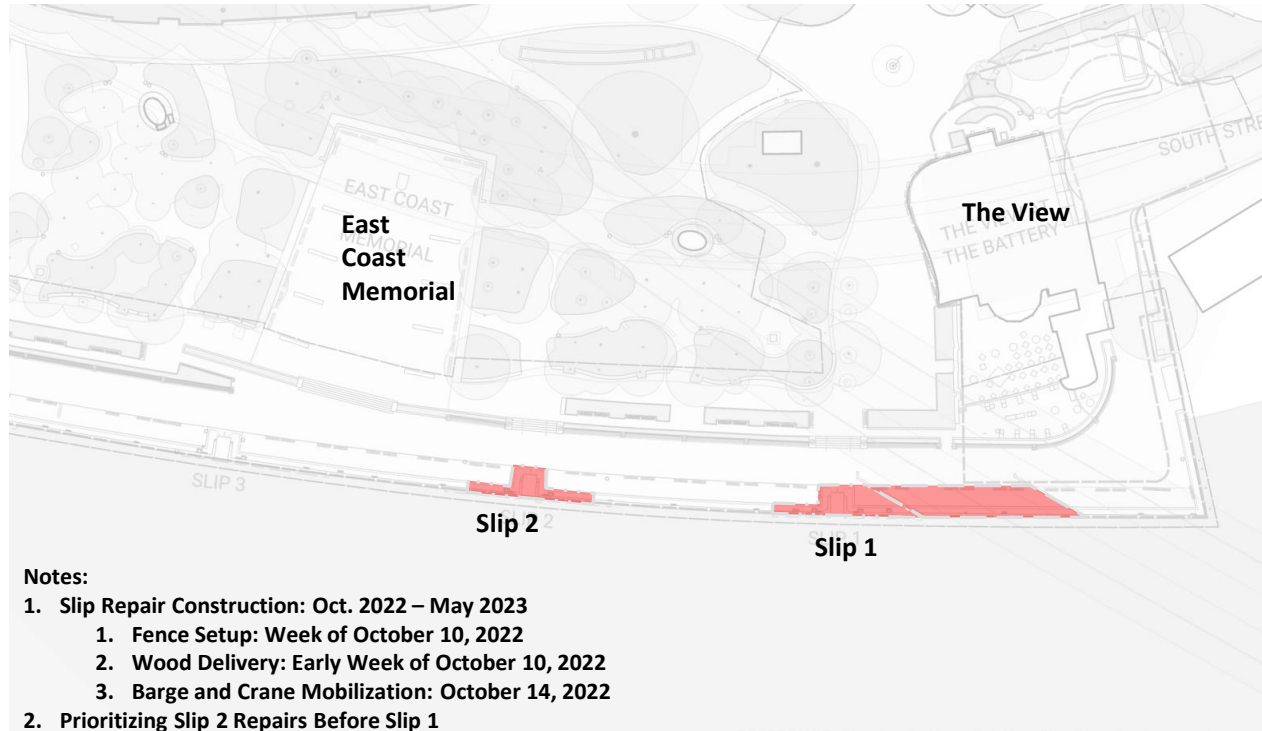 SOUTH STRE
EAST COAST
MEMORIAL
East
Coast
Memorial
The View
THE VIEW AT
THE BATTERY
SLIP 3
Slip 2
SLIP 1
Slip 1
Notes:
1. Slip Repair Construction: Oct. 2022 – May 2023
1. Fence Setup: Week of October 10, 2022
2. Wood Delivery: Early Week of October 10, 2022
3. Barge and Crane Mobilization: October 14, 2022
2. Prioritizing Slip 2 Repairs Before Slip 1